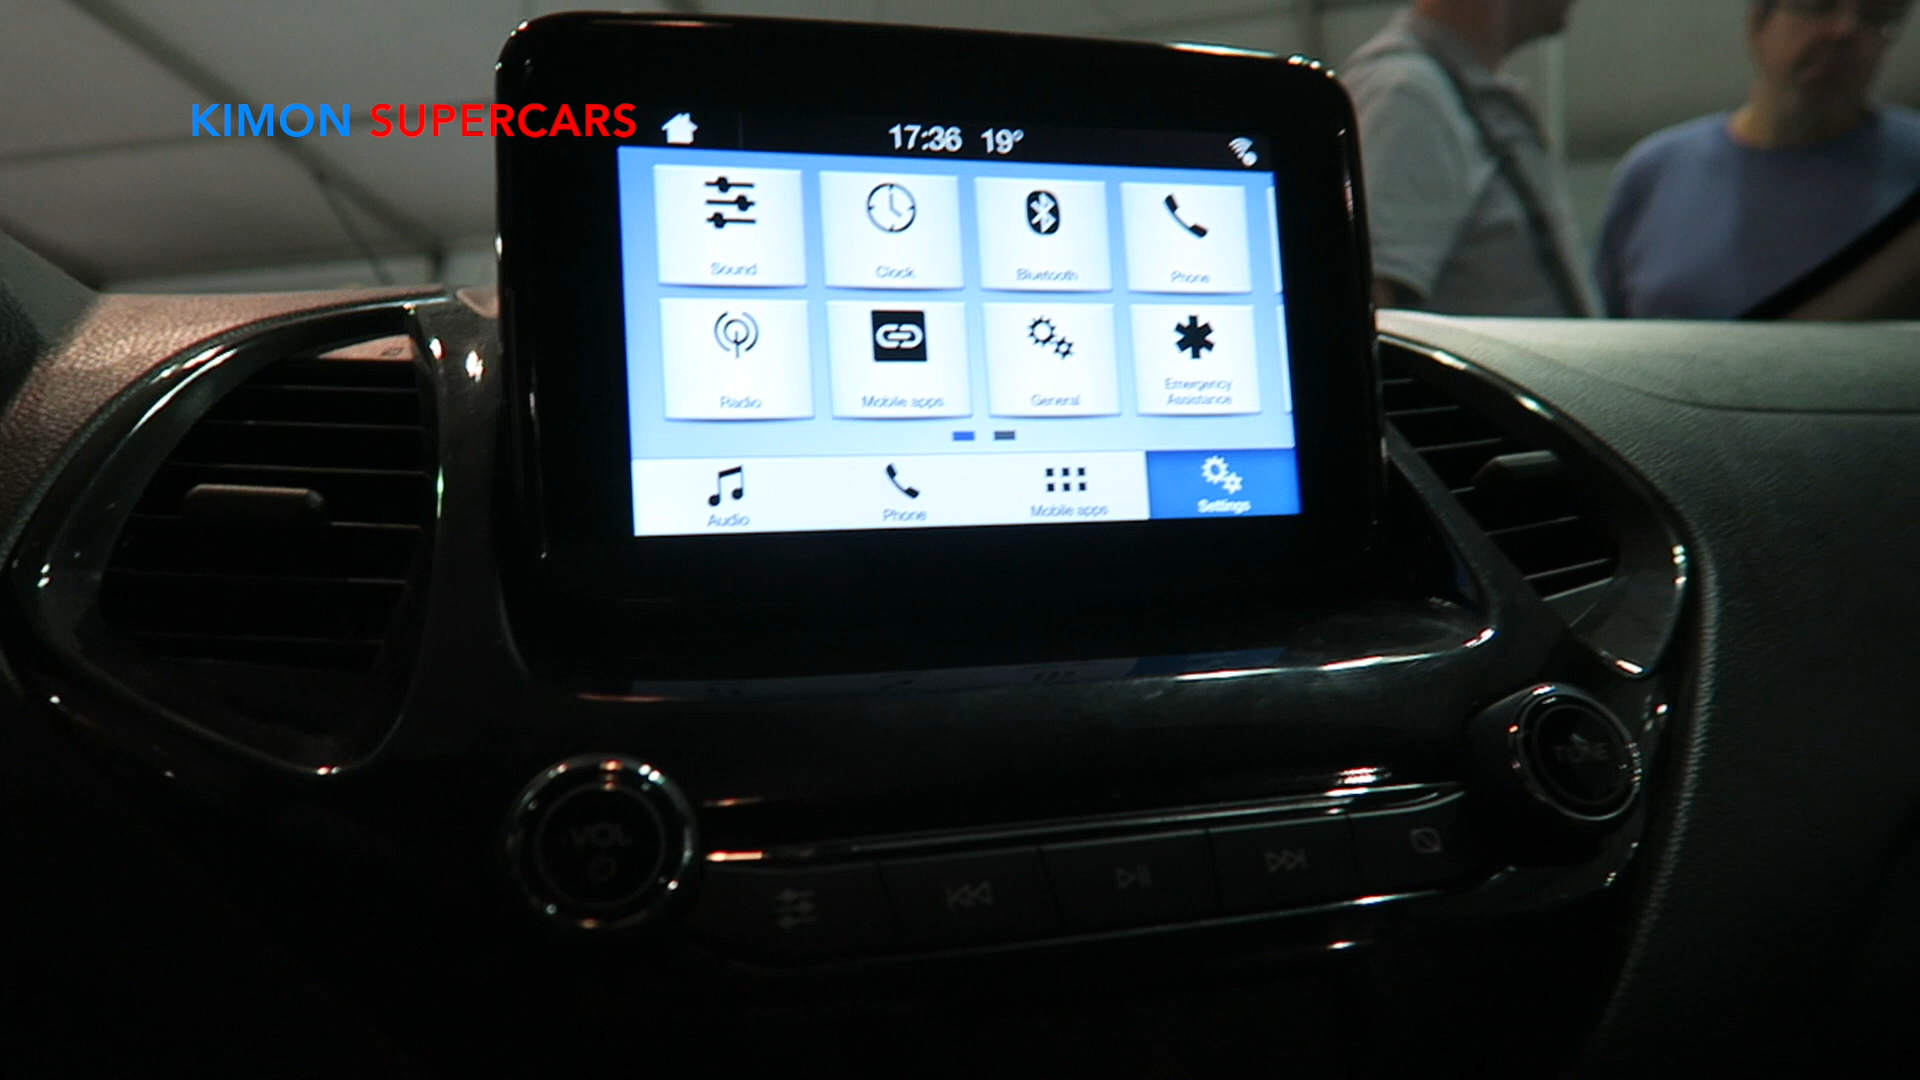 KIMON SUPERCARS
17:36 19°
Sound Clock Bluetooth Phone
Radio Mobile apps General Emergency Assistance
Audio Phone Mobile apps Settings
VOL
TUNE